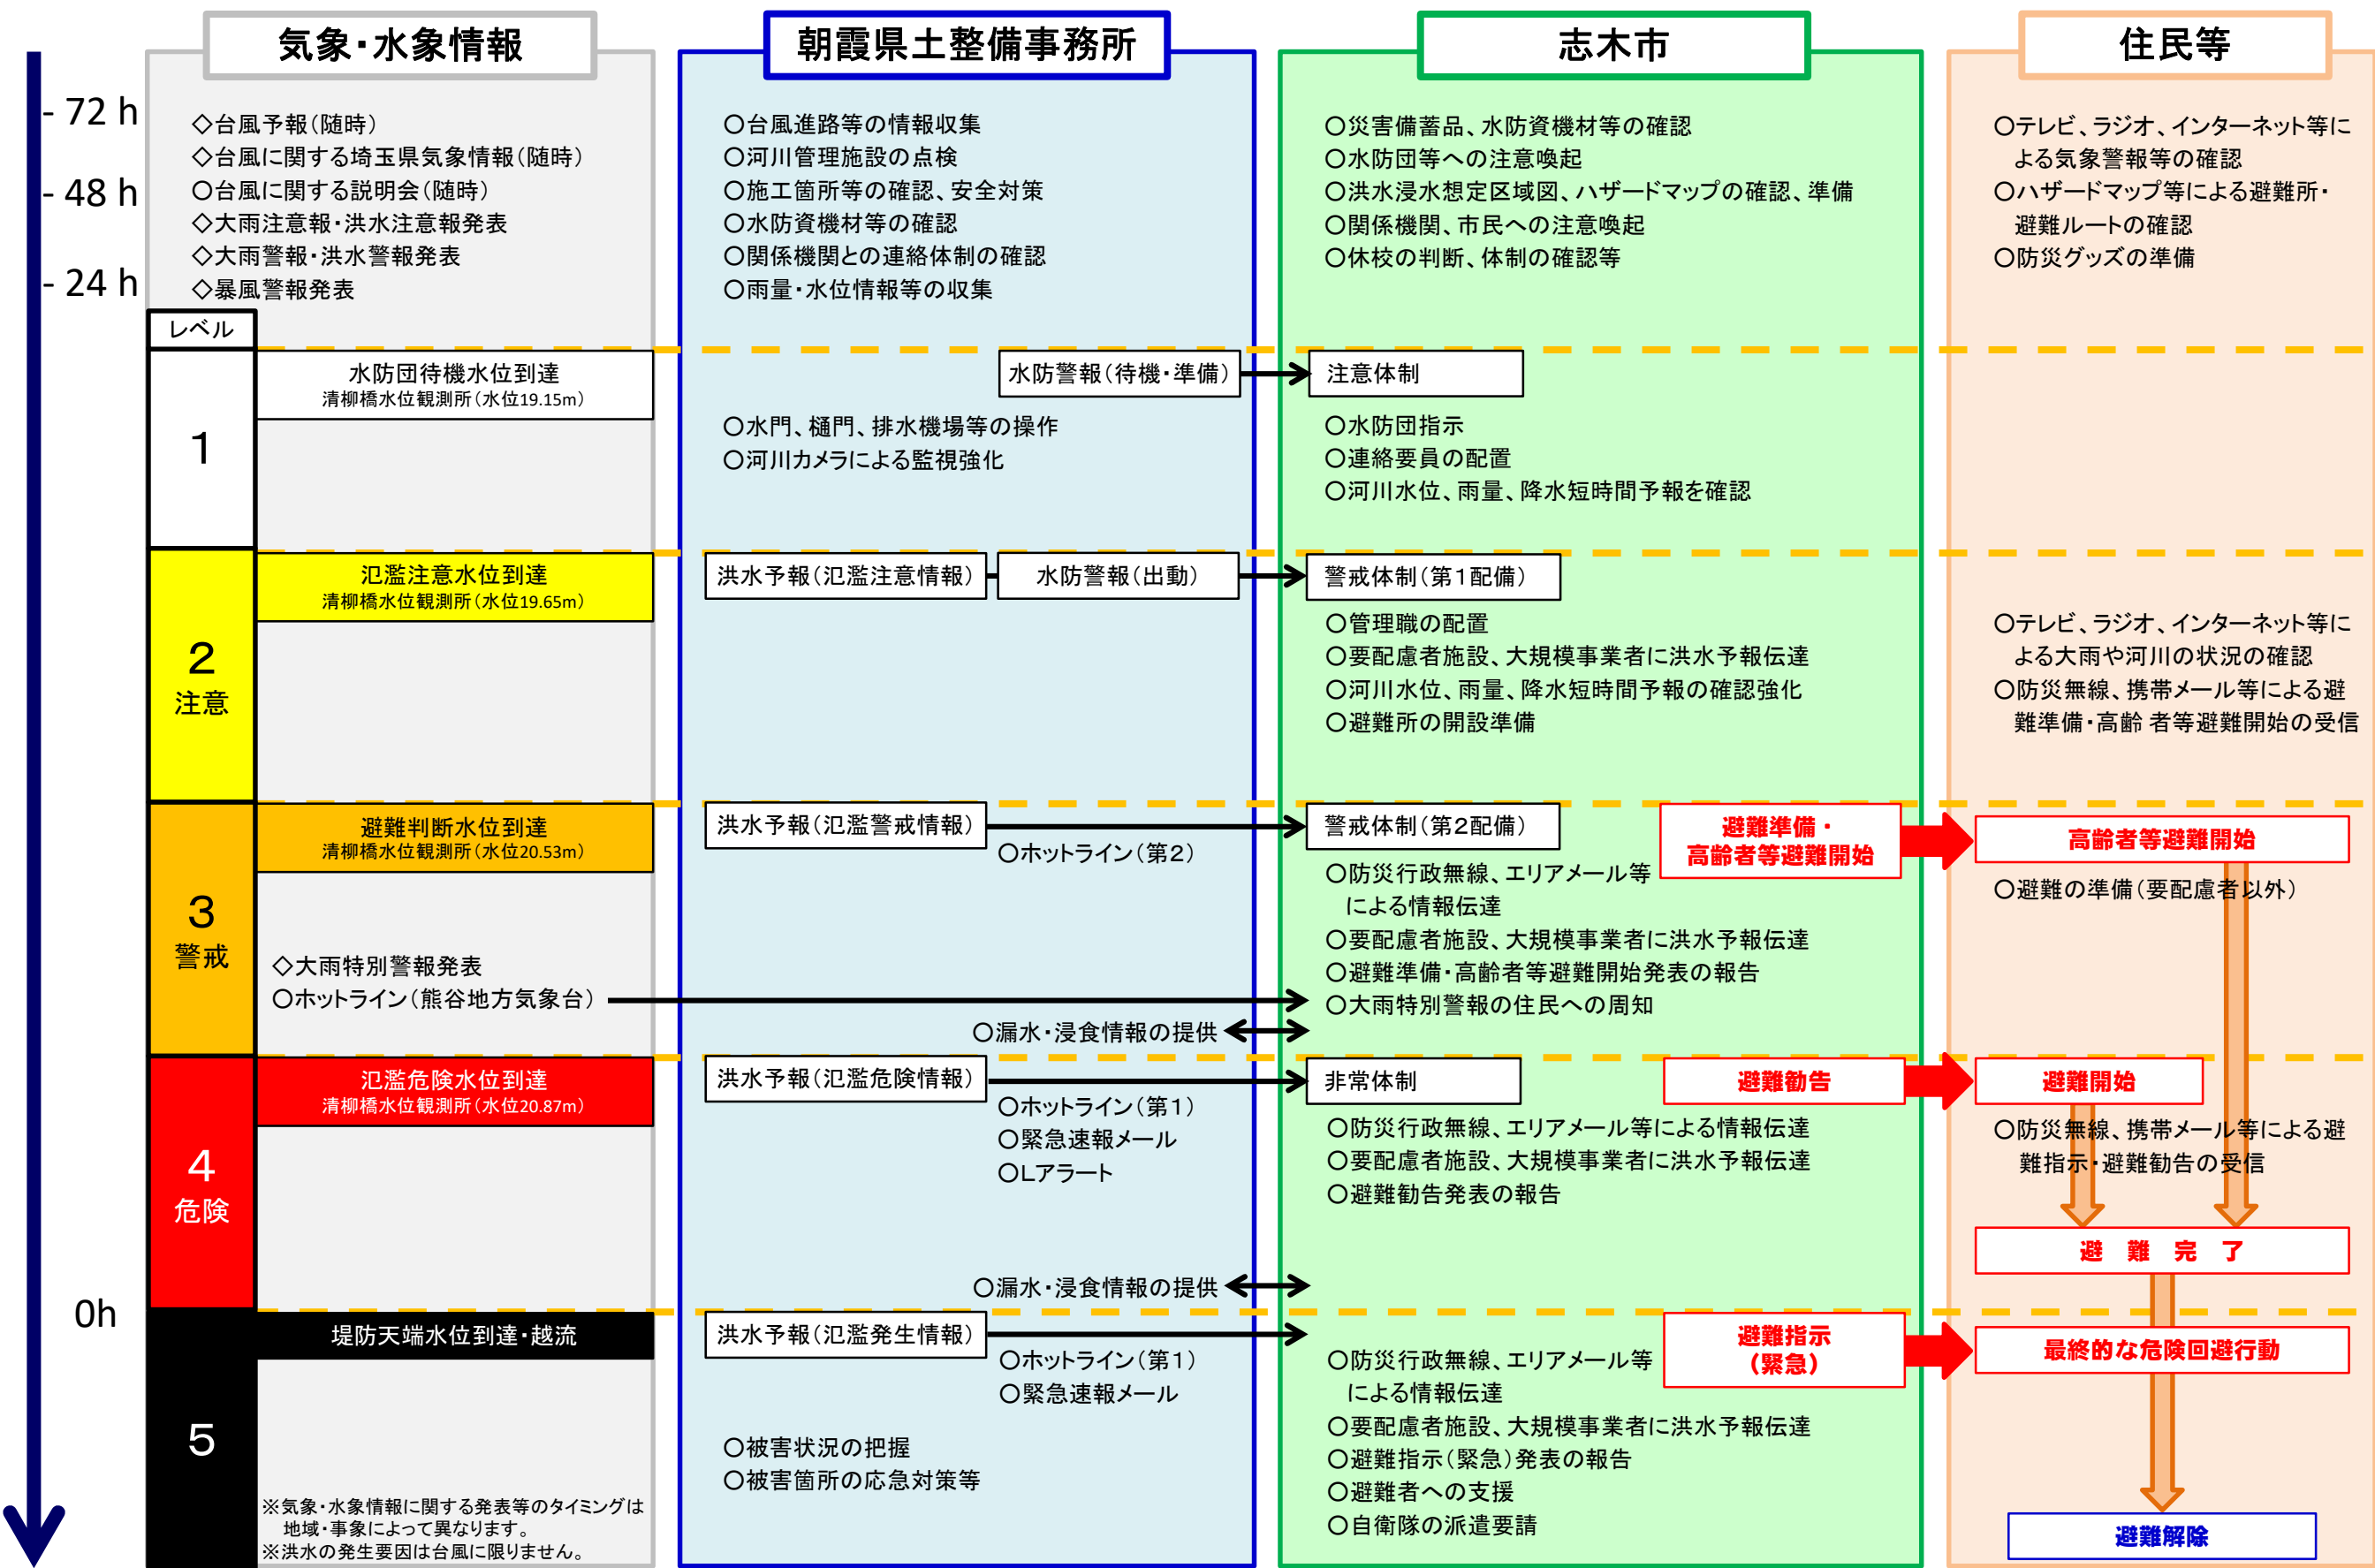 気象・水象情報
朝霞県土整備事務所
志木市
住民等
- 72 h
- 48 h
- 24 h
0h
◇台風予報(随時)
◇台風に関する埼玉県気象情報(随時)
○台風に関する説明会(随時)
◇大雨注意報・洪水注意報発表
◇大雨警報・洪水警報発表
◇暴風警報発表
○台風進路等の情報収集
○河川管理施設の点検
○施工箇所等の確認、安全対策
○水防資機材等の確認
○関係機関との連絡体制の確認
○雨量・水位情報等の収集
○災害備蓄品、水防資機材等の確認
○水防団等への注意喚起
○洪水浸水想定区域図、ハザードマップの確認、準備
○関係機関、市民への注意喚起
○休校の判断、体制の確認等
○テレビ、ラジオ、インターネット等に
よる気象警報等の確認
○ハザードマップ等による避難所・
避難ルートの確認
○防災グッズの準備
レベル
1
水防団待機水位到達
清柳橋水位観測所(水位19.15m)
水防警報(待機・準備)
○水門、樋門、排水機場等の操作
○河川カメラによる監視強化
注意体制
○水防団指示
○連絡要員の配置
○河川水位、雨量、降水短時間予報を確認
2
注意
氾濫注意水位到達
清柳橋水位観測所(水位19.65m)
洪水予報(氾濫注意情報)
水防警報(出動)
警戒体制(第1配備)
○管理職の配置
○要配慮者施設、大規模事業者に洪水予報伝達
○河川水位、雨量、降水短時間予報の確認強化
○避難所の開設準備
○テレビ、ラジオ、インターネット等に
よる大雨や河川の状況の確認
○防災無線、携帯メール等による避
難準備・高齢 者等避難開始の受信
3
警戒
避難判断水位到達
清柳橋水位観測所(水位20.53m)
◇大雨特別警報発表
○ホットライン(熊谷地方気象台)
洪水予報(氾濫警戒情報)
○ホットライン(第2)
○漏水・浸食情報の提供
警戒体制(第2配備)
避難準備・
高齢者等避難開始
○防災行政無線、エリアメール等
による情報伝達
○要配慮者施設、大規模事業者に洪水予報伝達
○避難準備・高齢者等避難開始発表の報告
○大雨特別警報の住民への周知
高齢者等避難開始
○避難の準備(要配慮者以外)
4
危険
氾濫危険水位到達
清柳橋水位観測所(水位20.87m)
洪水予報(氾濫危険情報)
○ホットライン(第1)
○緊急速報メール
○Lアラート
○漏水・浸食情報の提供
非常体制
避難勧告
○防災行政無線、エリアメール等による情報伝達
○要配慮者施設、大規模事業者に洪水予報伝達
○避難勧告発表の報告
避難開始
○防災無線、携帯メール等による避
難指示・避難勧告の受信
避 難 完 了
5
堤防天端水位到達・越流
※気象・水象情報に関する発表等のタイミングは
地域・事象によって異なります。
※洪水の発生要因は台風に限りません。
洪水予報(氾濫発生情報)
○ホットライン(第1)
○緊急速報メール
○被害状況の把握
○被害箇所の応急対策等
避難指示
(緊急)
○防災行政無線、エリアメール等
による情報伝達
○要配慮者施設、大規模事業者に洪水予報伝達
○避難指示(緊急)発表の報告
○避難者への支援
○自衛隊の派遣要請
最終的な危険回避行動
避難解除